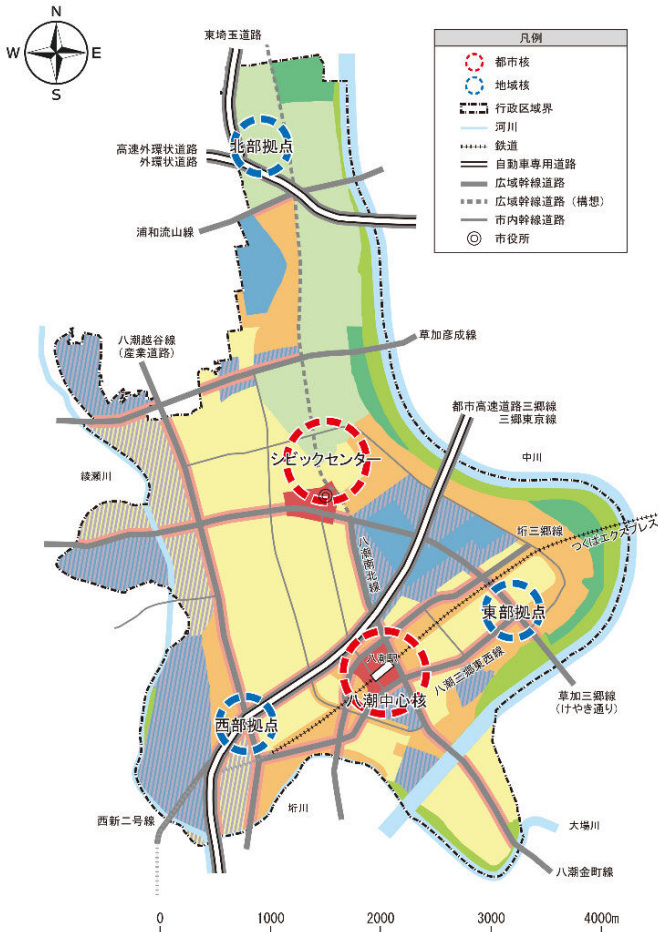 N
W
E
S
東埼玉道路
凡例
都市核
地域核
行政区域界
河川
鉄道
自動車専用道路
広域幹線道路
広域幹線道路（構想）
市内幹線道路
市役所
北部拠点
高速外環状道路
外環状道路
浦和流山線
八潮越谷線
（産業道路）
草加彦成線
都市高速道路三郷線
三郷東京線
シビックセンター
中川
綾瀬川
八潮南北線
垳三郷線
つくばエクスプレス
東部拠点
八潮駅
八潮三郷東西線
八潮中心核
草加三郷線
（けやき通り）
西部拠点
西新二号線
垳川
大場川
八潮金町線
0 1000 2000 3000 4000m